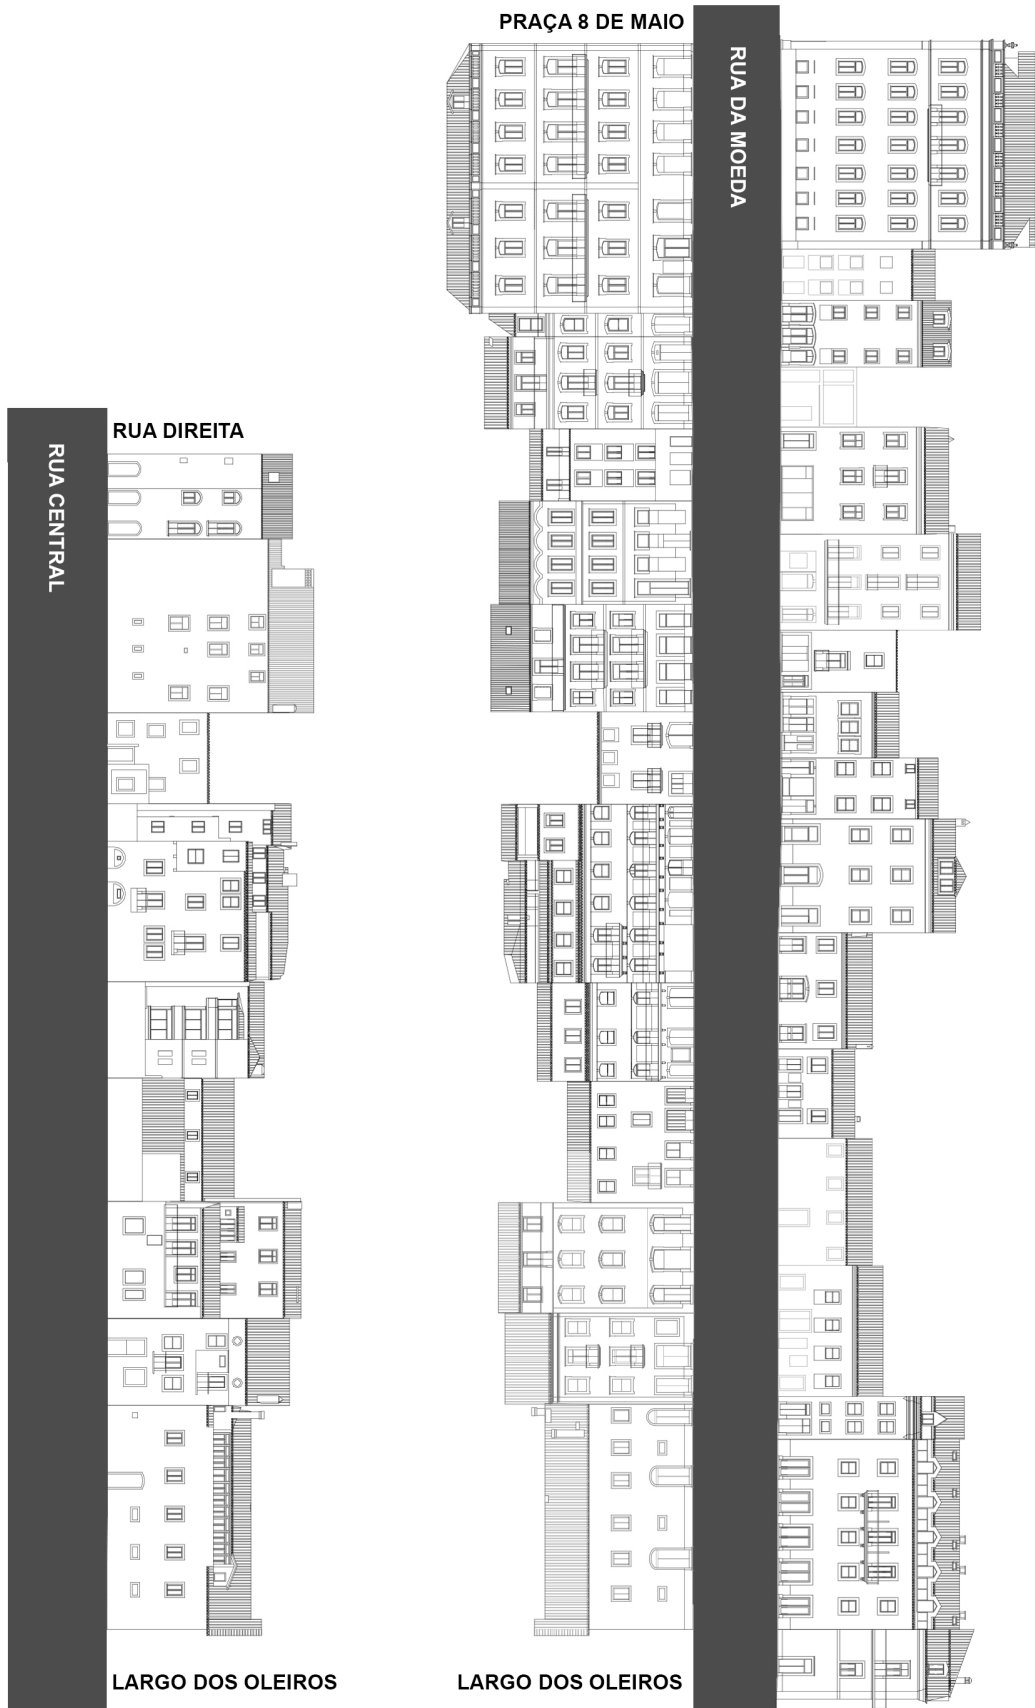 PRAÇA 8 DE MAIO
RUA DA MOEDA
RUA DIREITA
RUA CENTRAL
LARGO DOS OLEIROS
LARGO DOS OLEIROS